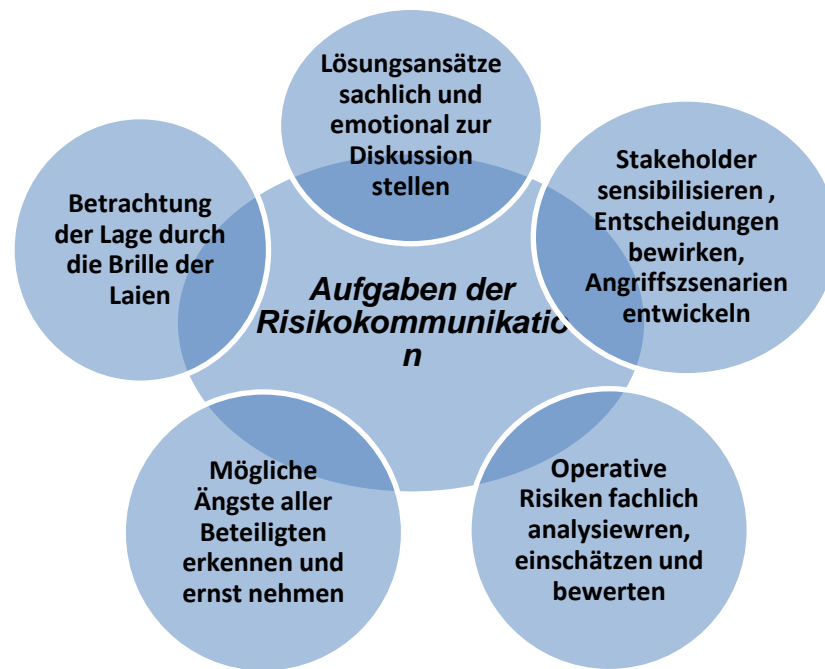 Lösungsansätze
sachlich und
emotional zur
Diskussion
stellen
Stakeholder
sensibilisieren ,
Entscheidungen
bewirken,
Angriffszsenarien
entwickeln
Betrachtung
der Lage durch
die Brille der
Laien
Aufgaben der
Risikokommunikatio
n
Mögliche
Ängste aller
Beteiligten
erkennen und
ernst nehmen
Operative
Risiken fachlich
analysiewren,
einschätzen und
bewerten